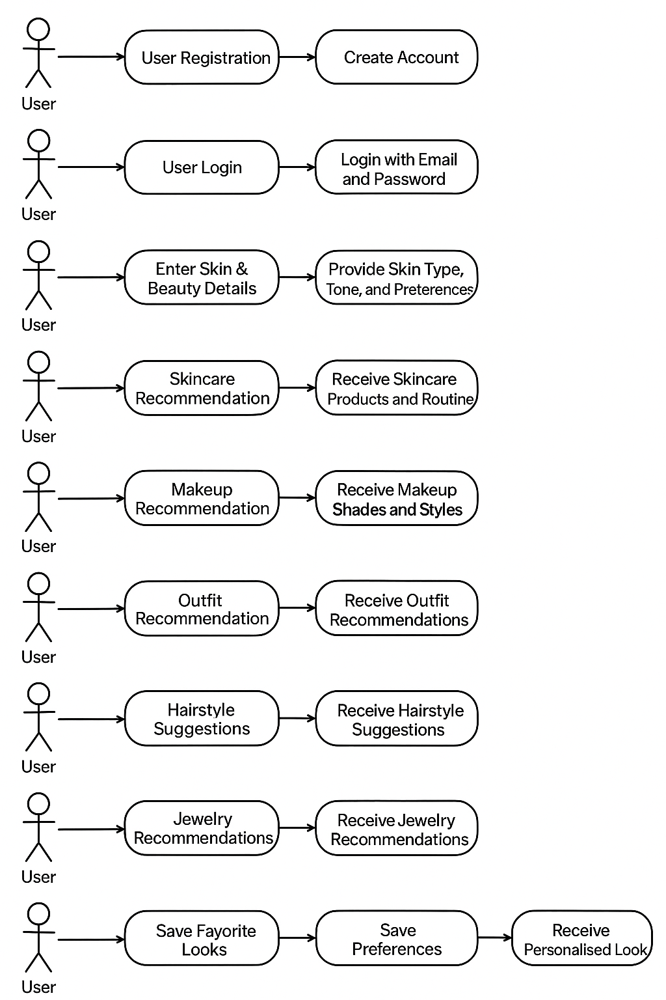 User Registration
Create Account
User
User Login
Login with Email
and Password
User
Enter Skin &
Beauty Details
Provide Skin Type,
Tone, and Preterences
User
Skincare
Recommendation
Receive Skincare
Products and Routine
User
Makeup
Recommendation
Receive Makeup
Shades and Styles
User
Outfit
Recommendation
Receive Outfit
Recommendations
User
Hairstyle
Suggestions
Receive Hairstyle
Suggestions
User
Jewelry
Recommendations
Receive Jewelry
Recommendations
User
Save Fayorite
Looks
Save
Preferences
Receive
Personalised Look
User